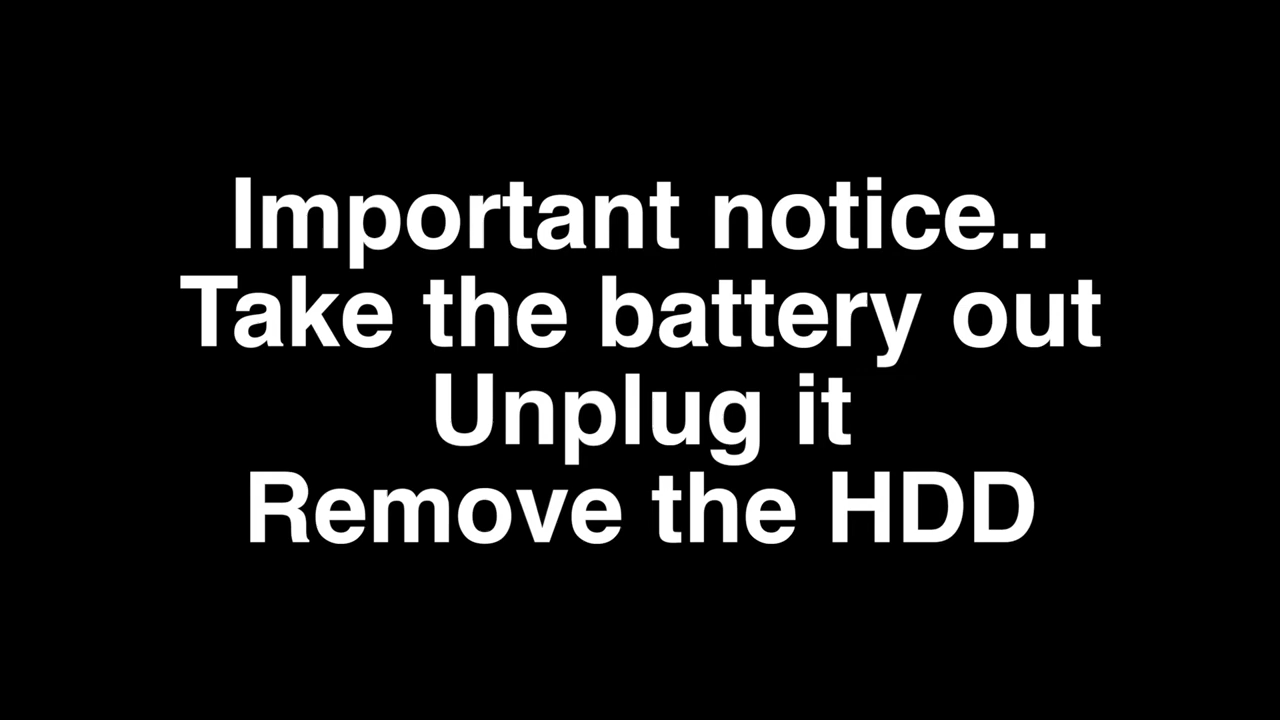 Important notice..
Take the battery out
Unplug it
Remove the HDD